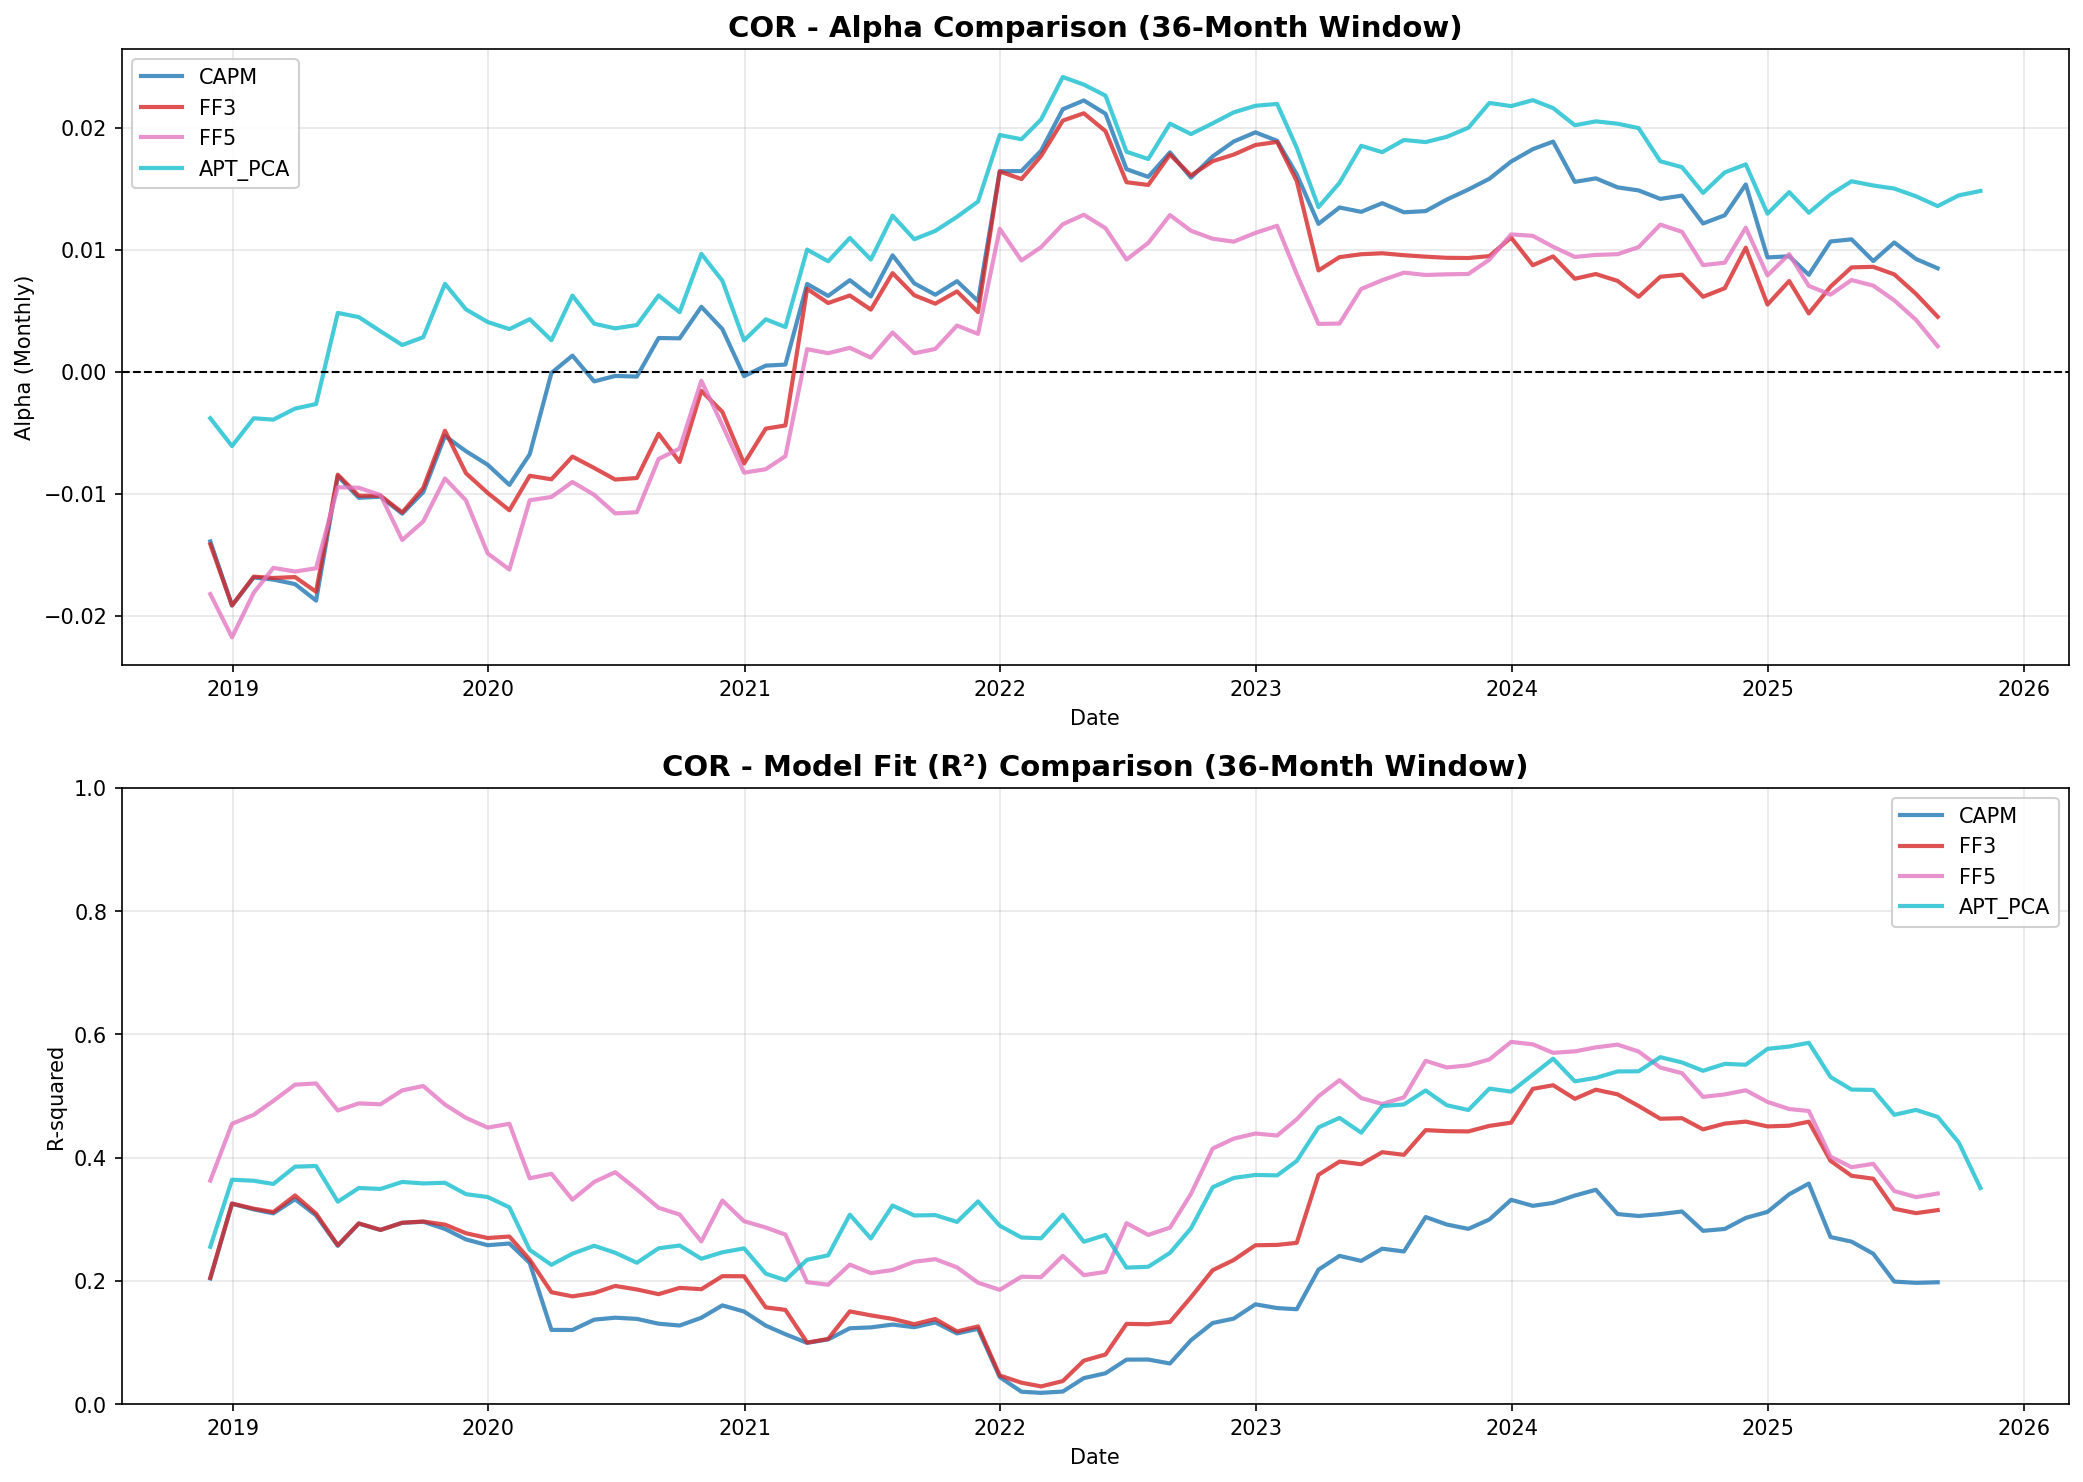 COR - Alpha Comparison (36-Month Window)
CAPM
FF3
FF5
APT_PCA
0.02
0.01
0.00
−0.01
−0.02
Alpha (Monthly)
2019 2020 2021 2022 2023 2024 2025 2026
Date
COR - Model Fit (R²) Comparison (36-Month Window)
CAPM
FF3
FF5
APT_PCA
1.0
0.8
0.6
0.4
0.2
0.0
R-squared
2019 2020 2021 2022 2023 2024 2025 2026
Date